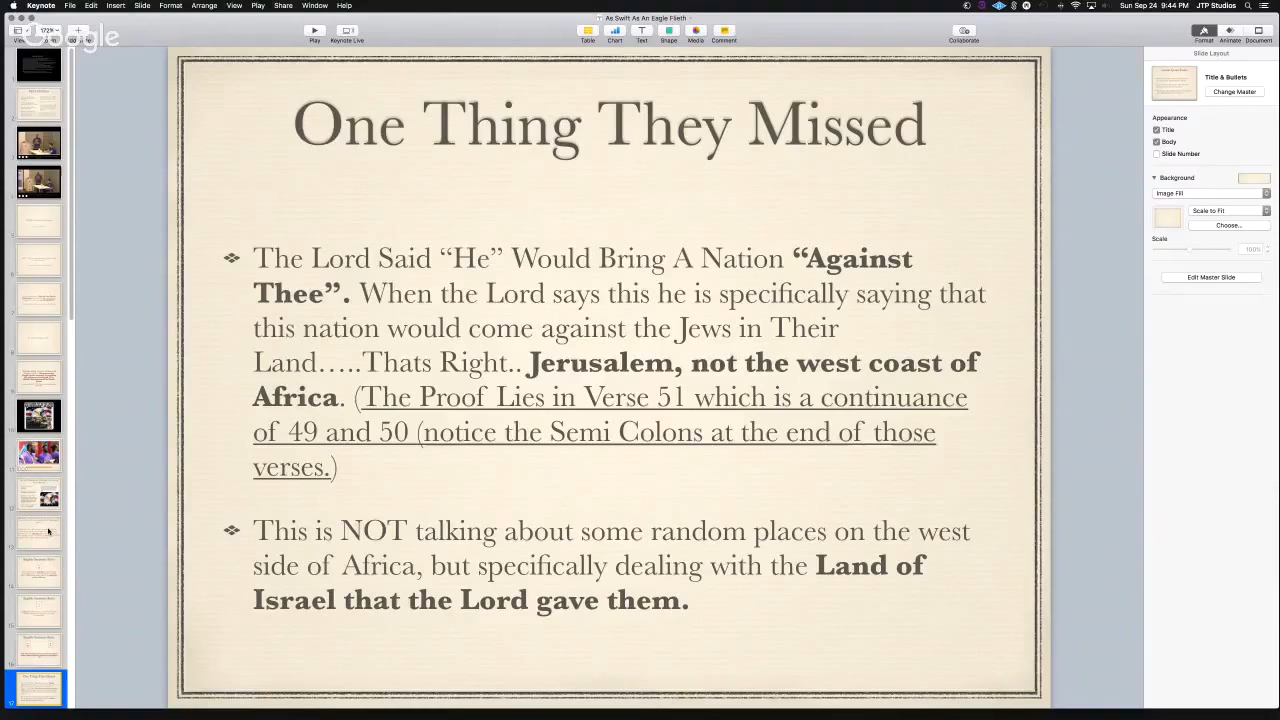 Keynote File Edit Insert Slide Format Arrange View Play Share Window Help
Sun Sep 24 9:44 PM JTP Studios
As Swift As An Eagle Flieth
172%
Google
View Zoom
Play Keynote Live
Table Chart Text Shape Media Comment
Collaborate
Format Animate Document
Slide Layout
Title & Bullets
Change Master
Appearance
Title
Body
Slide Number
Background
Image Fill
Scale to Fit
Choose...
Scale
100%
Edit Master Slide
One Thing They Missed
The Lord Said “He” Would Bring A Nation “Against
Thee”. When the Lord says this he is specifically saying that
this nation would come against the Jews in Their
Land…..Thats Right.. Jerusalem, not the west coast of
Africa. (The Proof Lies in Verse 51 which is a continuance
of 49 and 50 (notice the Semi Colons at the end of those
verses.)
This is NOT talking about some random places on the west
side of Africa, but specifically dealing with the Land of
Israel that the Lord gave them.